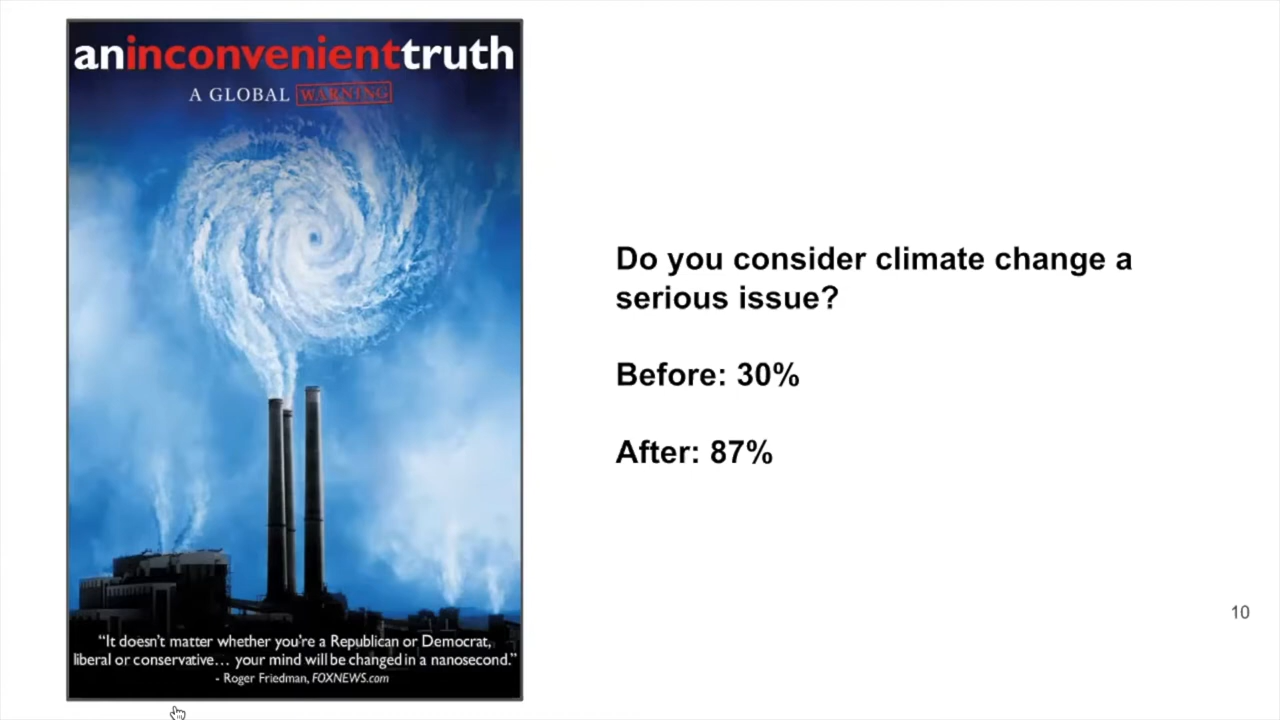 aninconvenienttruth
A GLOBAL WARNING
“It doesn’t matter whether you’re a Republican or Democrat,
liberal or conservative… your mind will be changed in a nanosecond.”
- Roger Friedman, FOXNEWS.com
Do you consider climate change a
serious issue?
Before: 30%
After: 87%
10